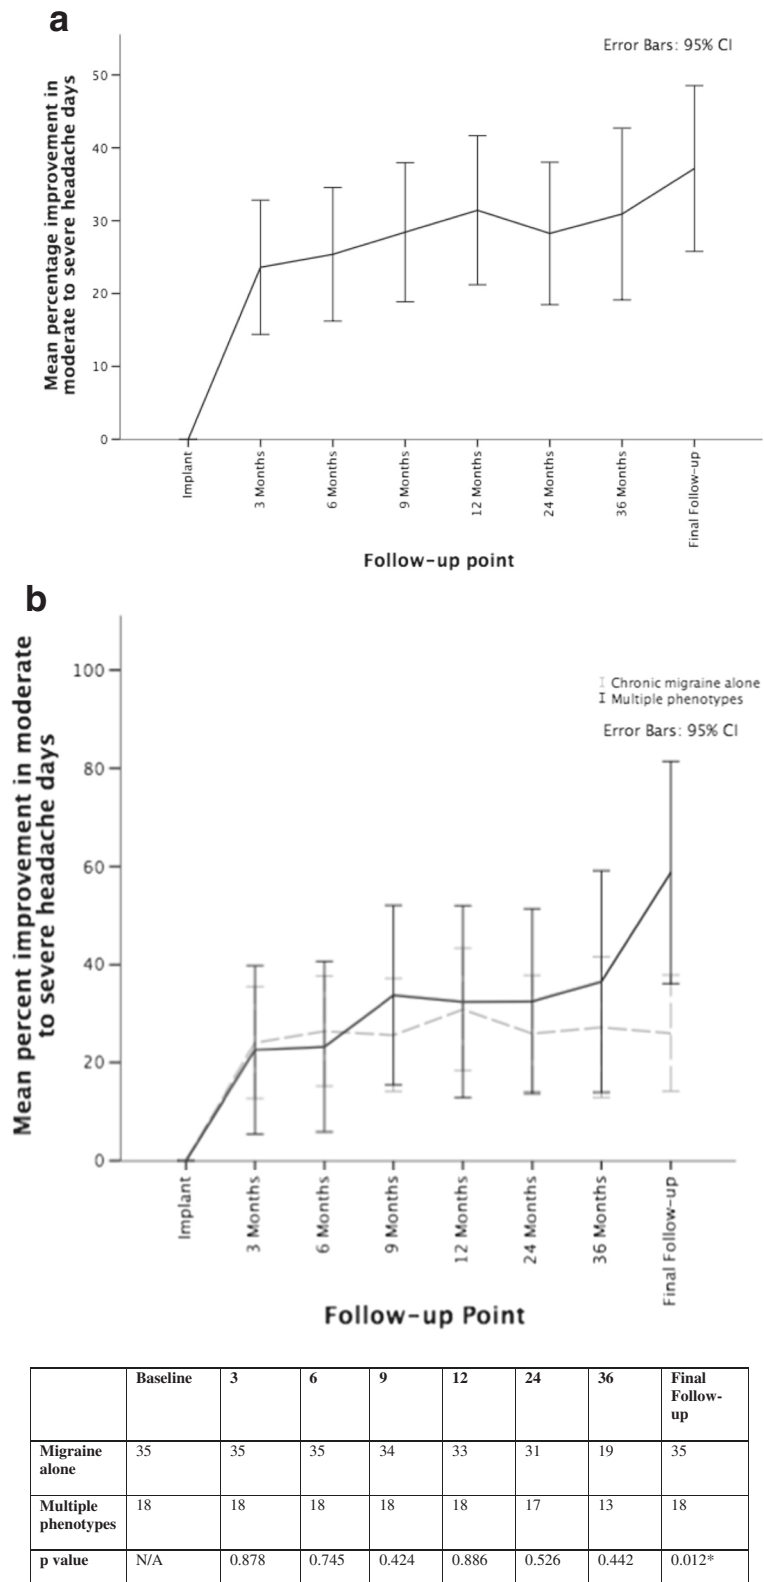 a
Error Bars: 95% CI
Mean percentage improvement in
moderate to severe headache days
50
40
30
20
10
0
Implant
3 Months
6 Months
9 Months
12 Months
24 Months
36 Months
Final Follow-up
Follow-up point
b
Mean percent improvement in moderate
to severe headache days
Chronic migraine alone
Multiple phenotypes
Error Bars: 95% CI
100
80
60
40
20
0
Implant
3 Months
6 Months
9 Months
12 Months
24 Months
36 Months
Final Follow-up
Follow-up Point
Baseline 3 6 9 12 24 36 Final
Follow-
up
Migraine 35 35 35 34 33 31 19 35
alone
Multiple 18 18 18 18 18 17 13 18
phenotypes
p value N/A 0.878 0.745 0.424 0.886 0.526 0.442 0.012*